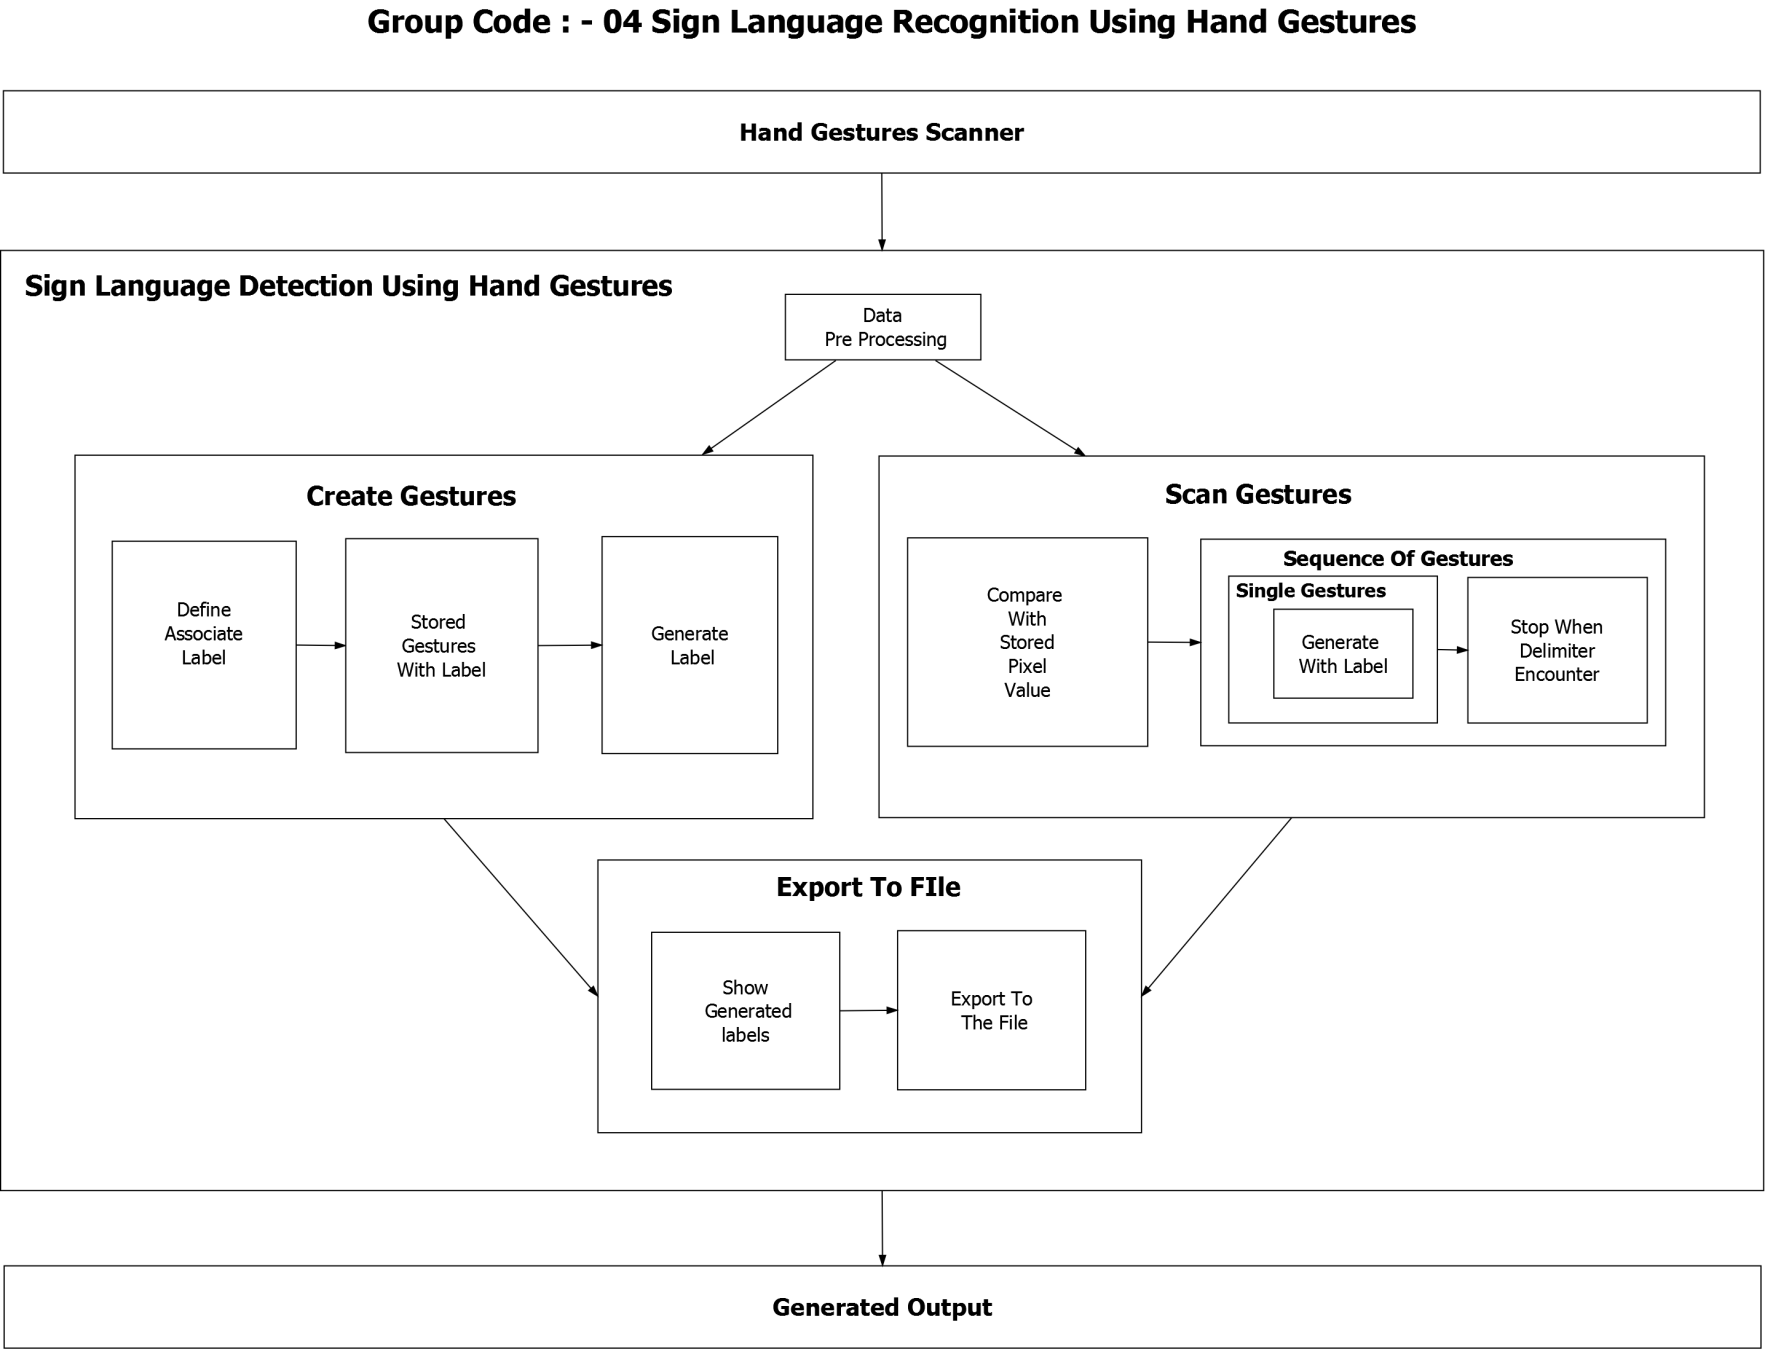 Group Code : - 04 Sign Language Recognition Using Hand Gestures
Hand Gestures Scanner
Sign Language Detection Using Hand Gestures
Data
Pre Processing
Create Gestures
Define
Associate
Label
Stored
Gestures
With Label
Generate
Label
Scan Gestures
Compare
With
Stored
Pixel
Value
Sequence Of Gestures
Single Gestures
Generate
With Label
Stop When
Delimiter
Encounter
Export To FIle
Show
Generated
labels
Export To
The File
Generated Output